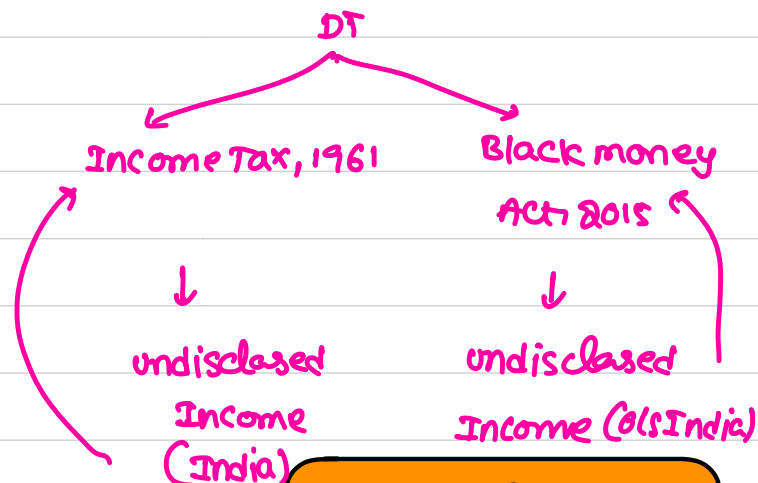 DT
Income Tax, 1961
Black money
Act 2015
undisclosed
Income
(India)
undisclosed
Income (O/S India)